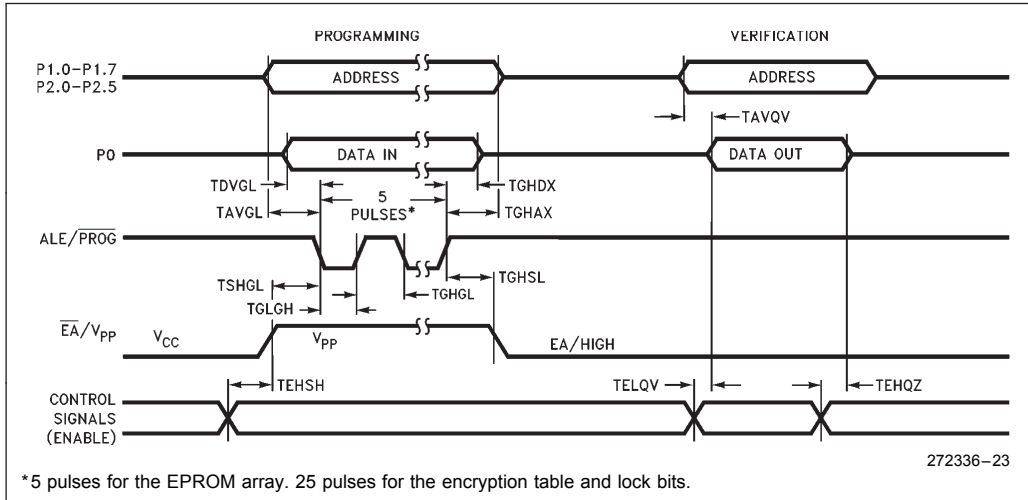 PROGRAMMING
VERIFICATION
P1.0–P1.7
P2.0–P2.5
ADDRESS
ADDRESS
TAVQV
P0
DATA IN
DATA OUT
TDVGL
TGHDX
TAVGL
5
PULSES*
TGHAX
ALE/PROG
TSHGL
TGHSL
TGHGL
TGLGH
EA/VPP
VCC
VPP
EA/HIGH
TEHSH
TELQV
TEHQZ
CONTROL
SIGNALS
(ENABLE)
272336–23
*5 pulses for the EPROM array. 25 pulses for the encryption table and lock bits.